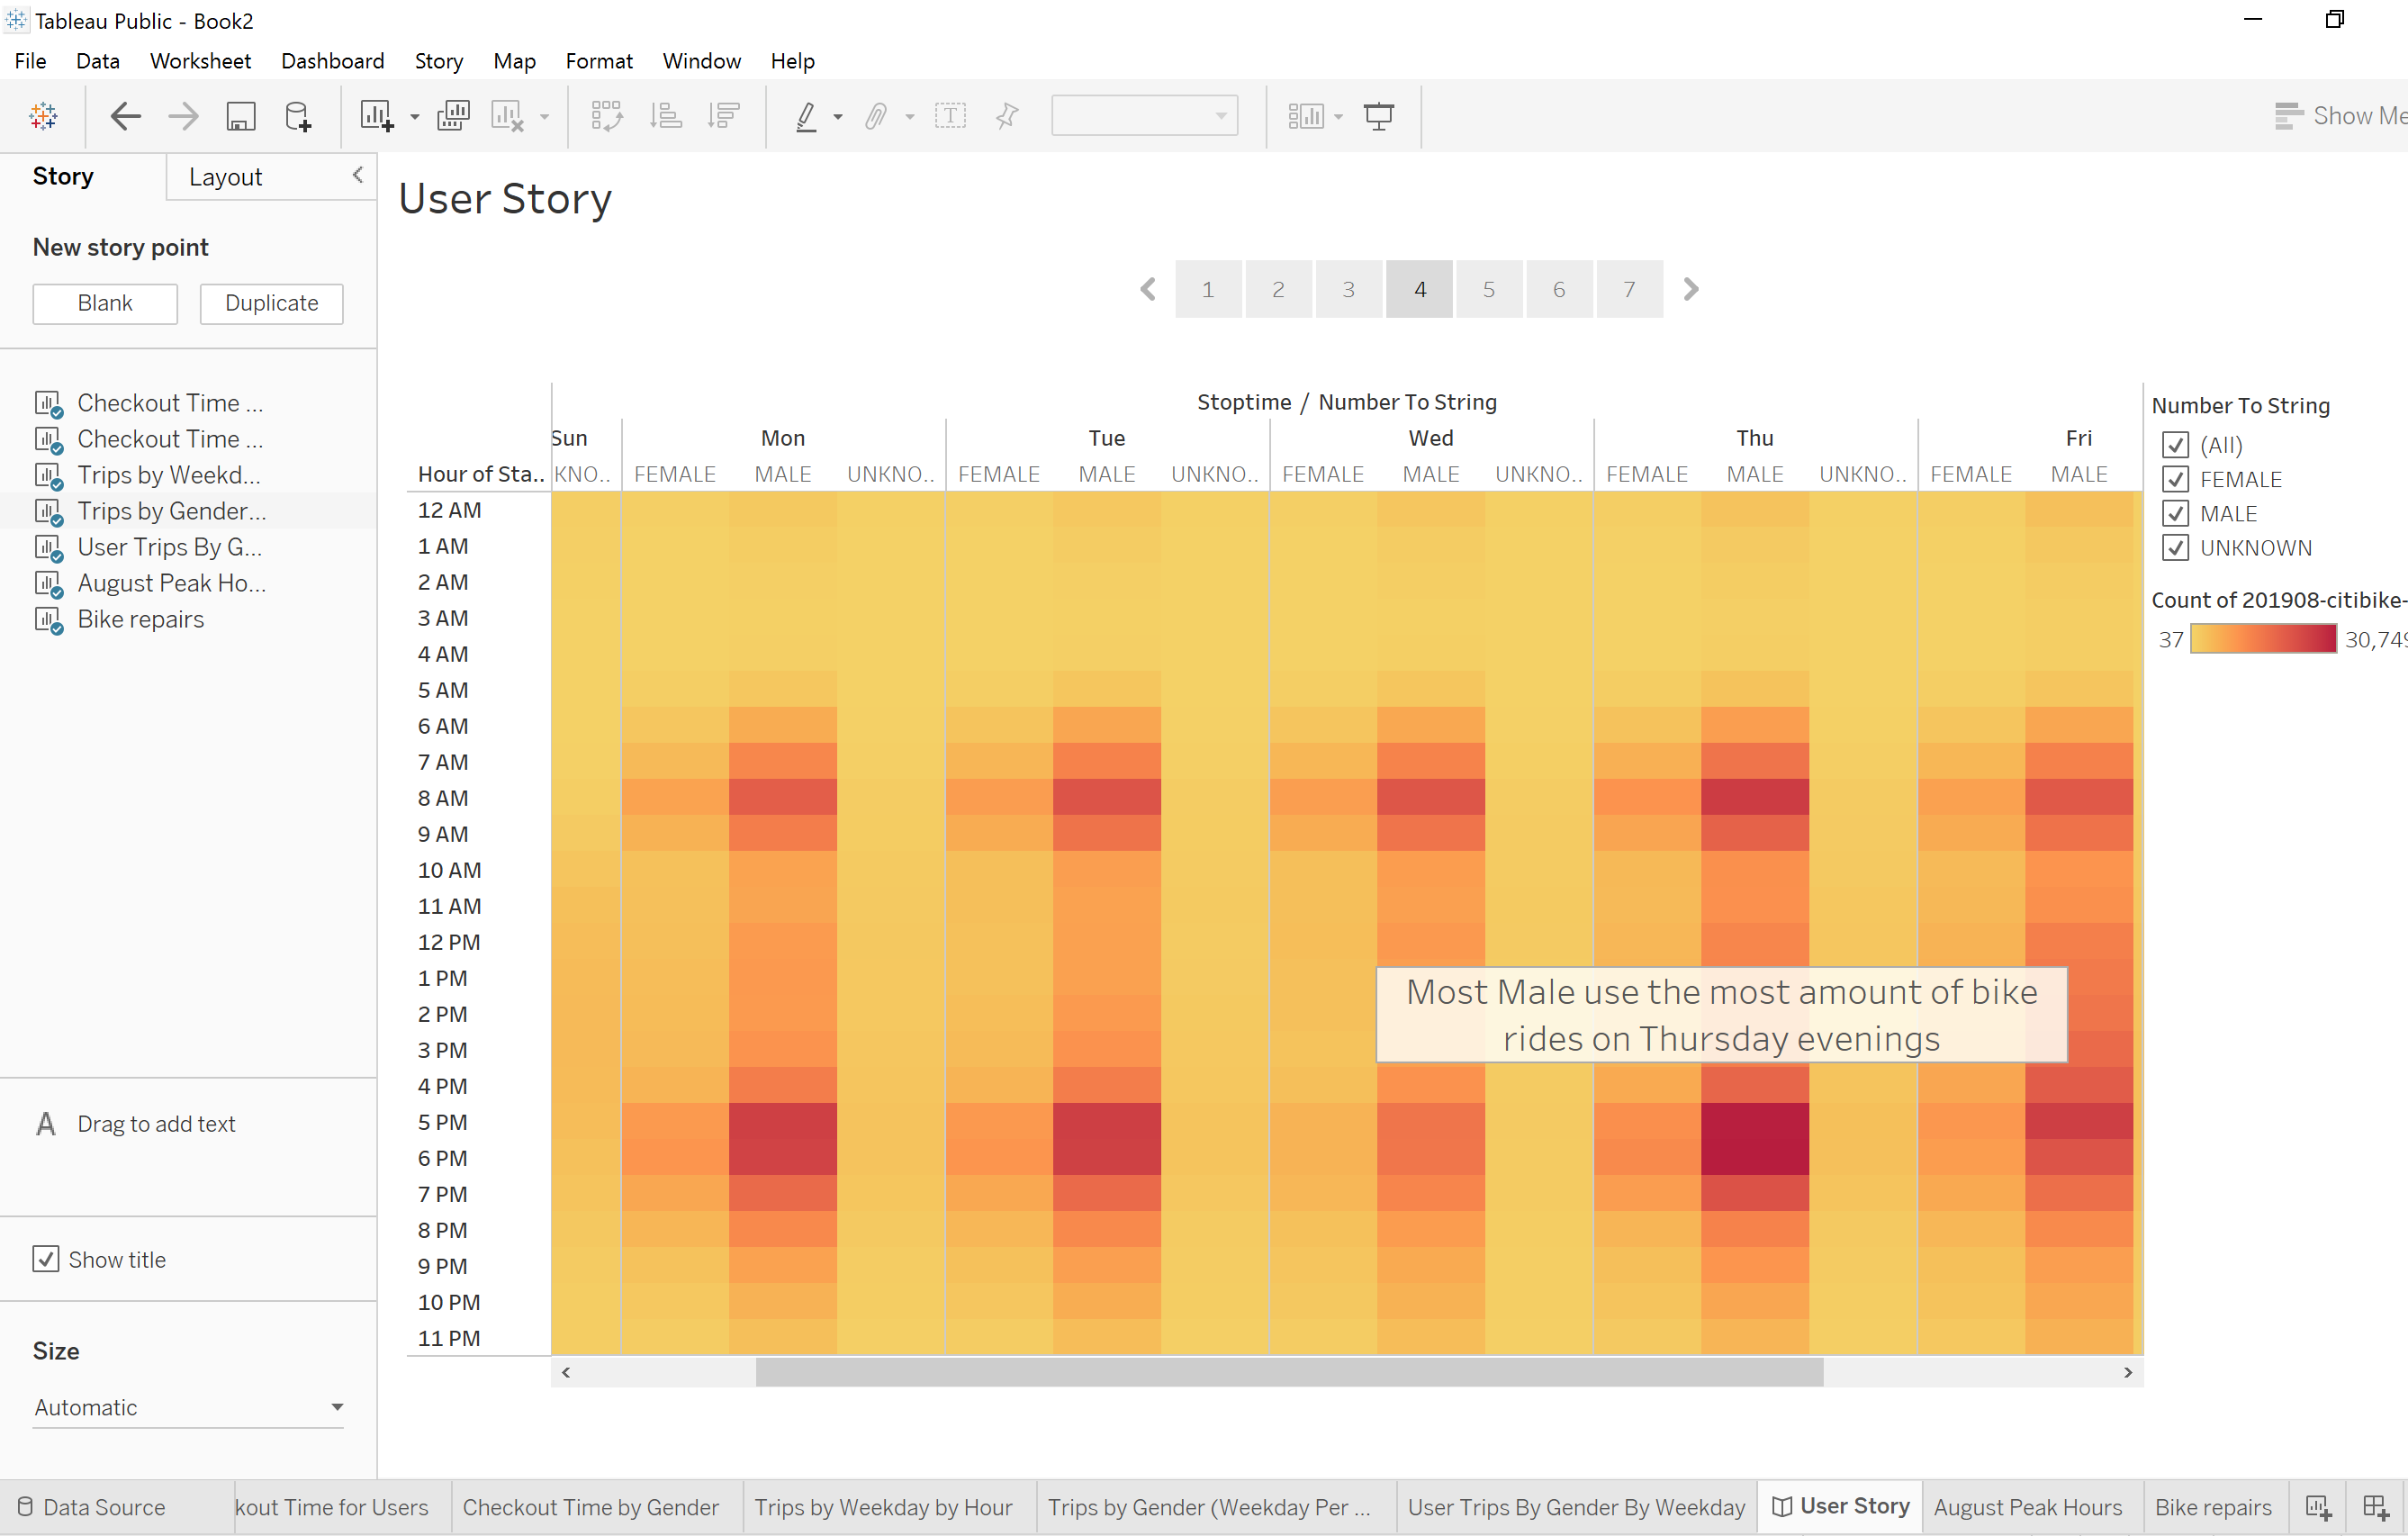 Tableau Public - Book2
File Data Worksheet Dashboard Story Map Format Window Help
Show Me
Story Layout
User Story
New story point
Blank Duplicate
1 2 3 4 5 6 7
Checkout Time ...
Checkout Time ...
Trips by Weekd...
Trips by Gender...
User Trips By G...
August Peak Ho...
Bike repairs
Drag to add text
Show title
Size
Automatic
Stoptime / Number To String
Sun Mon Tue Wed Thu Fri
Hour of Sta.. KNO.. FEMALE MALE UNKNO.. FEMALE MALE UNKNO.. FEMALE MALE UNKNO.. FEMALE MALE UNKNO.. FEMALE MALE
12 AM
1 AM
2 AM
3 AM
4 AM
5 AM
6 AM
7 AM
8 AM
9 AM
10 AM
11 AM
12 PM
1 PM
2 PM
3 PM
4 PM
5 PM
6 PM
7 PM
8 PM
9 PM
10 PM
11 PM
Most Male use the most amount of bike
rides on Thursday evenings
Number To String
(All)
FEMALE
MALE
UNKNOWN
Count of 201908-citibike-
37 30,749
Data Source kout Time for Users Checkout Time by Gender Trips by Weekday by Hour Trips by Gender (Weekday Per ... User Trips By Gender By Weekday User Story August Peak Hours Bike repairs